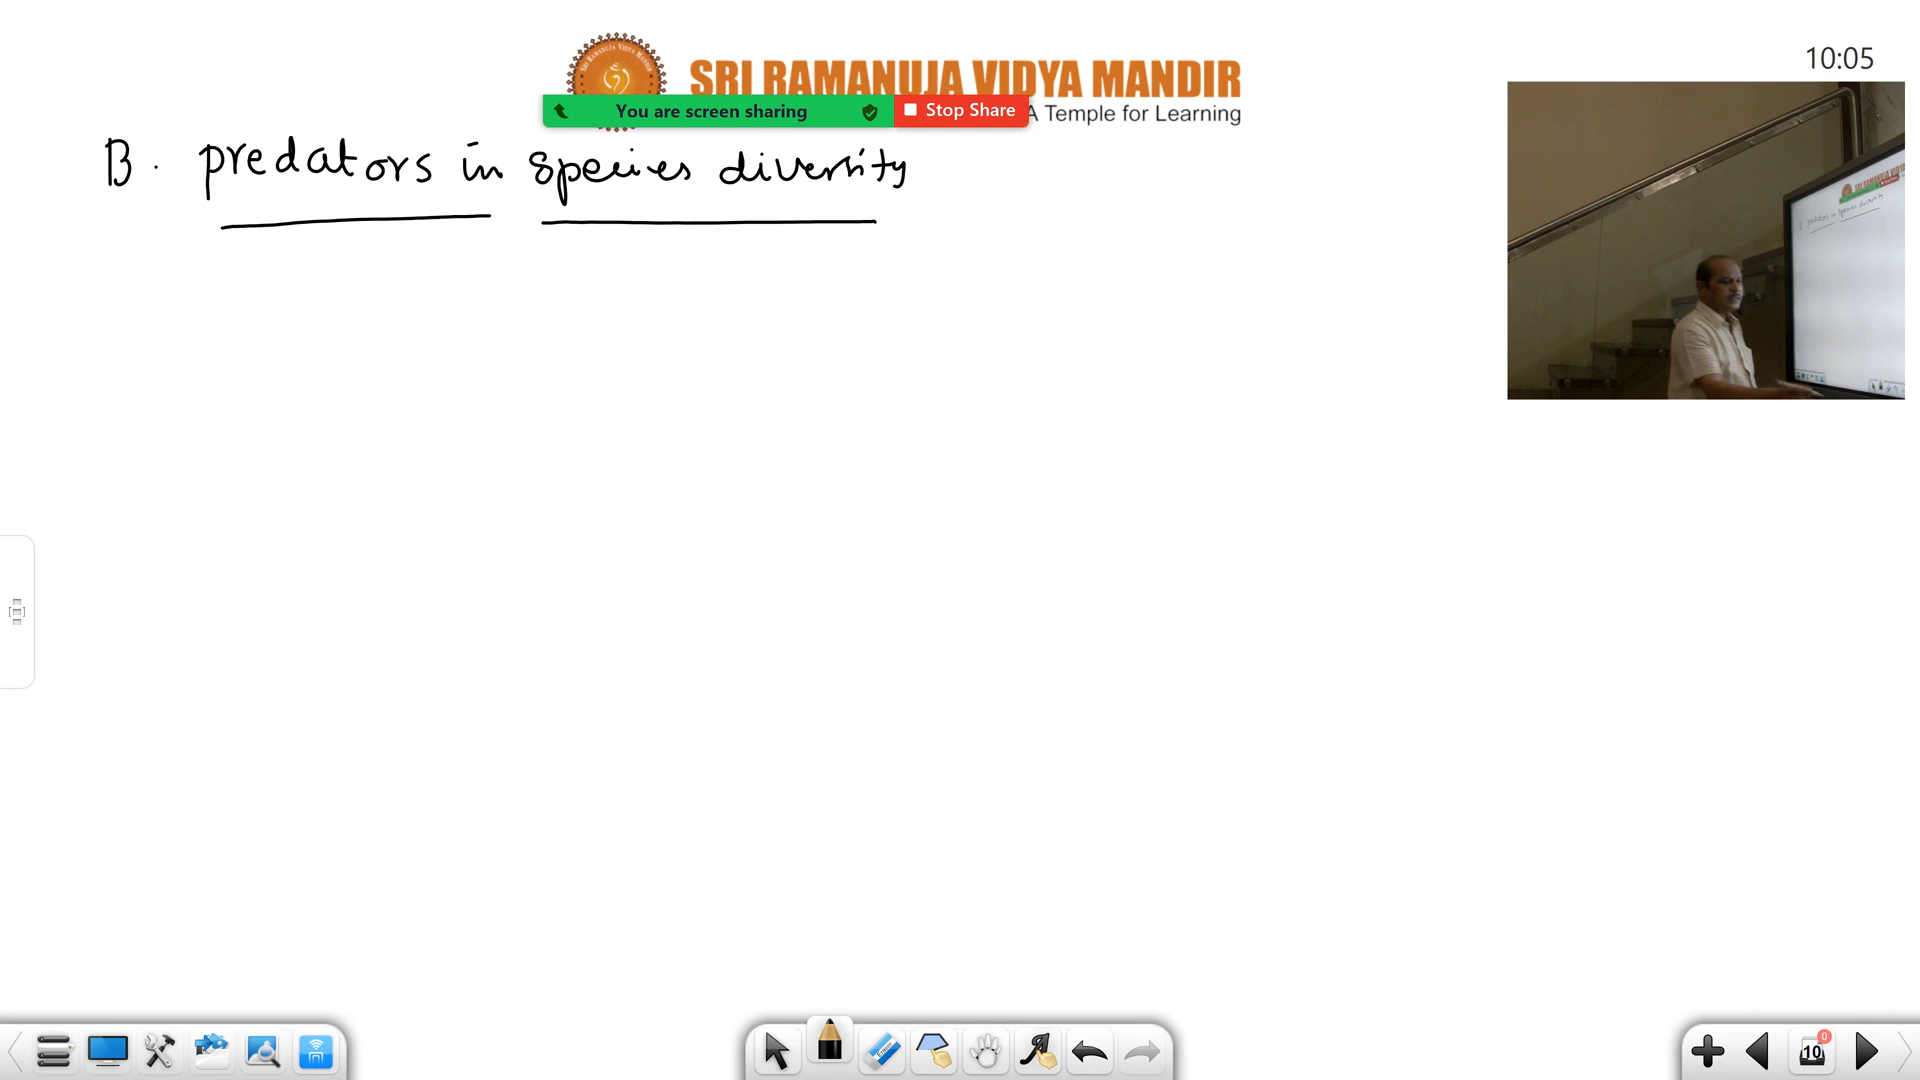 SRI RAMANUJA VIDYA MANDIR
10:05
You are screen sharing
Stop Share
A Temple for Learning
B. predators in species diversity
10
0